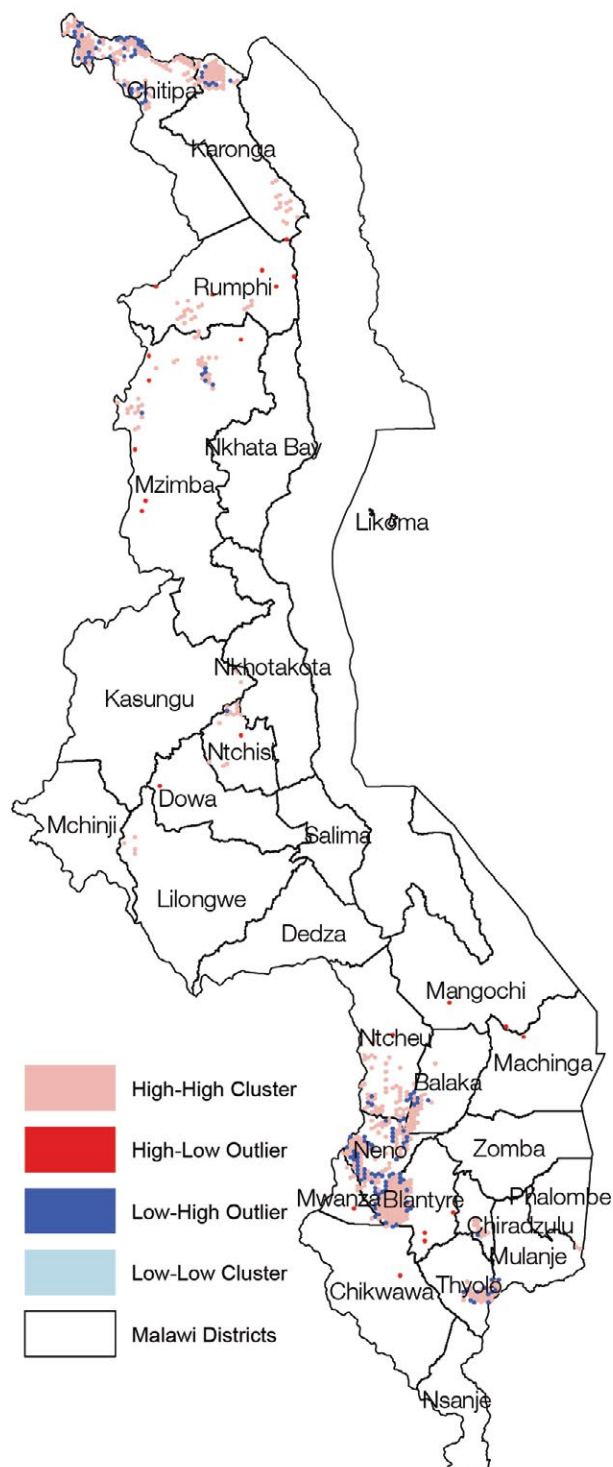 Chitipa
Karonga
Rumphi
Nkhata Bay
Mzimba
Likoma
Nkhotakota
Kasungu
Ntchisi
Dowa
Mchinji
Salima
Lilongwe
Dedza
Mangochi
Ntcheu
Machinga
Balaka
Neno
Zomba
Mwanza
Blantyre
Phalombe
Chiradzulu
Mulanje
Chikwawa
Thyolo
Nsanje
High-High Cluster
High-Low Outlier
Low-High Outlier
Low-Low Cluster
Malawi Districts